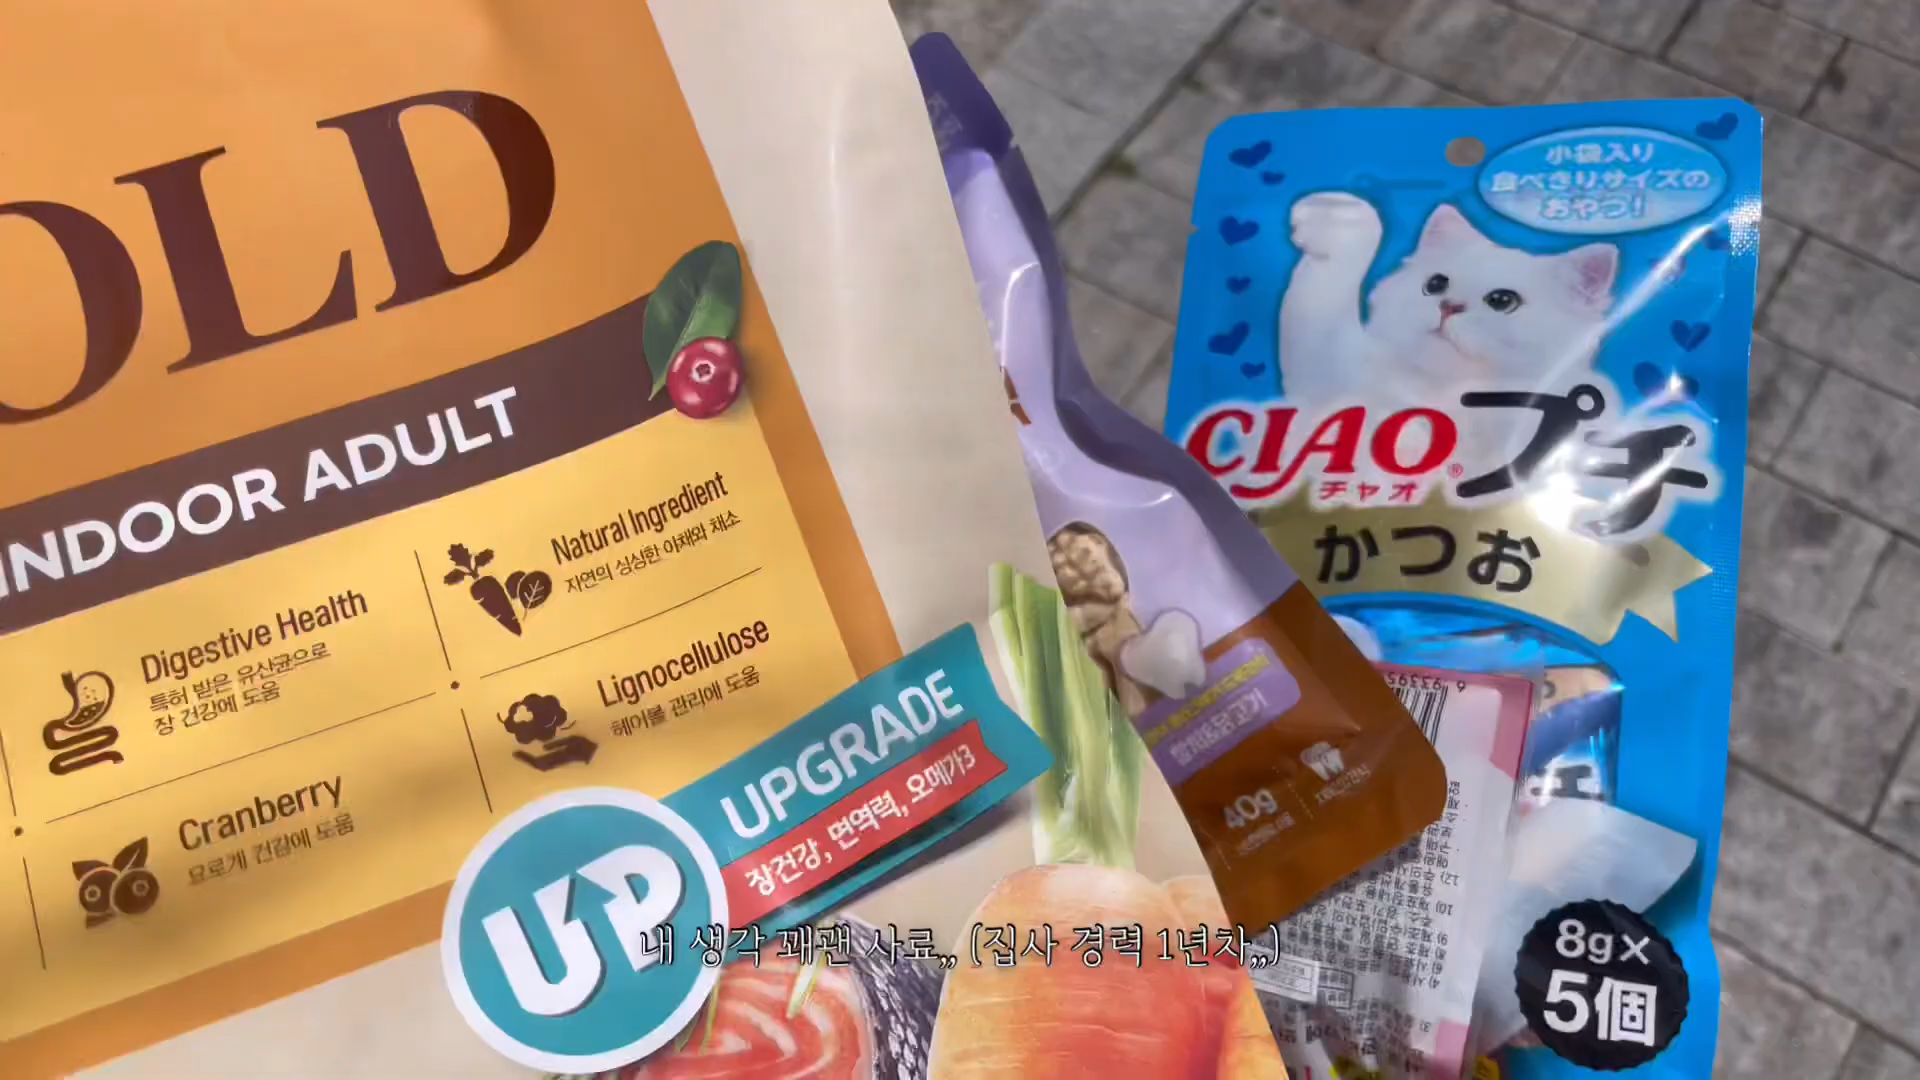 OLD
INDOOR ADULT
Digestive Health
특허 받은 유산균으로
장 건강에 도움
Natural Ingredient
자연의 싱싱한 야채와 채소
Cranberry
요로계 건강에 도움
Lignocellulose
헤어볼 관리에 도움
UPGRADE
장건강, 면역력, 오메가3
UP
닭고기
40g
小袋入り
食べきりサイズの
おやつ!
CIAO プチ
チャオ
かつお
8g×
5個
내 생각 꽤괜 사료,,, (집사 경력 1년차,,,)